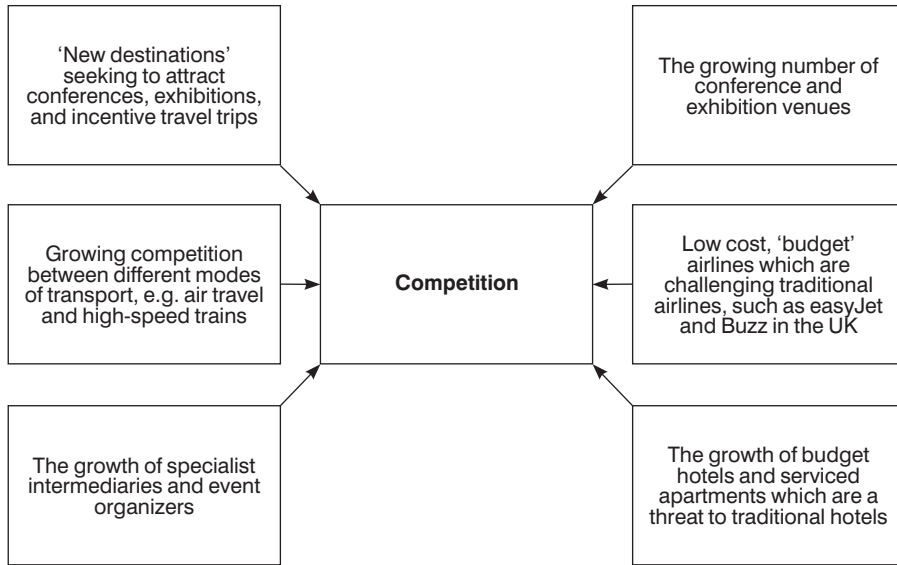 ‘New destinations’
seeking to attract
conferences, exhibitions,
and incentive travel trips
The growing number of
conference and
exhibition venues
Growing competition
between different modes
of transport, e.g. air travel
and high-speed trains
Competition
Low cost, ‘budget’
airlines which are
challenging traditional
airlines, such as easyJet
and Buzz in the UK
The growth of specialist
intermediaries and event
organizers
The growth of budget
hotels and serviced
apartments which are a
threat to traditional hotels